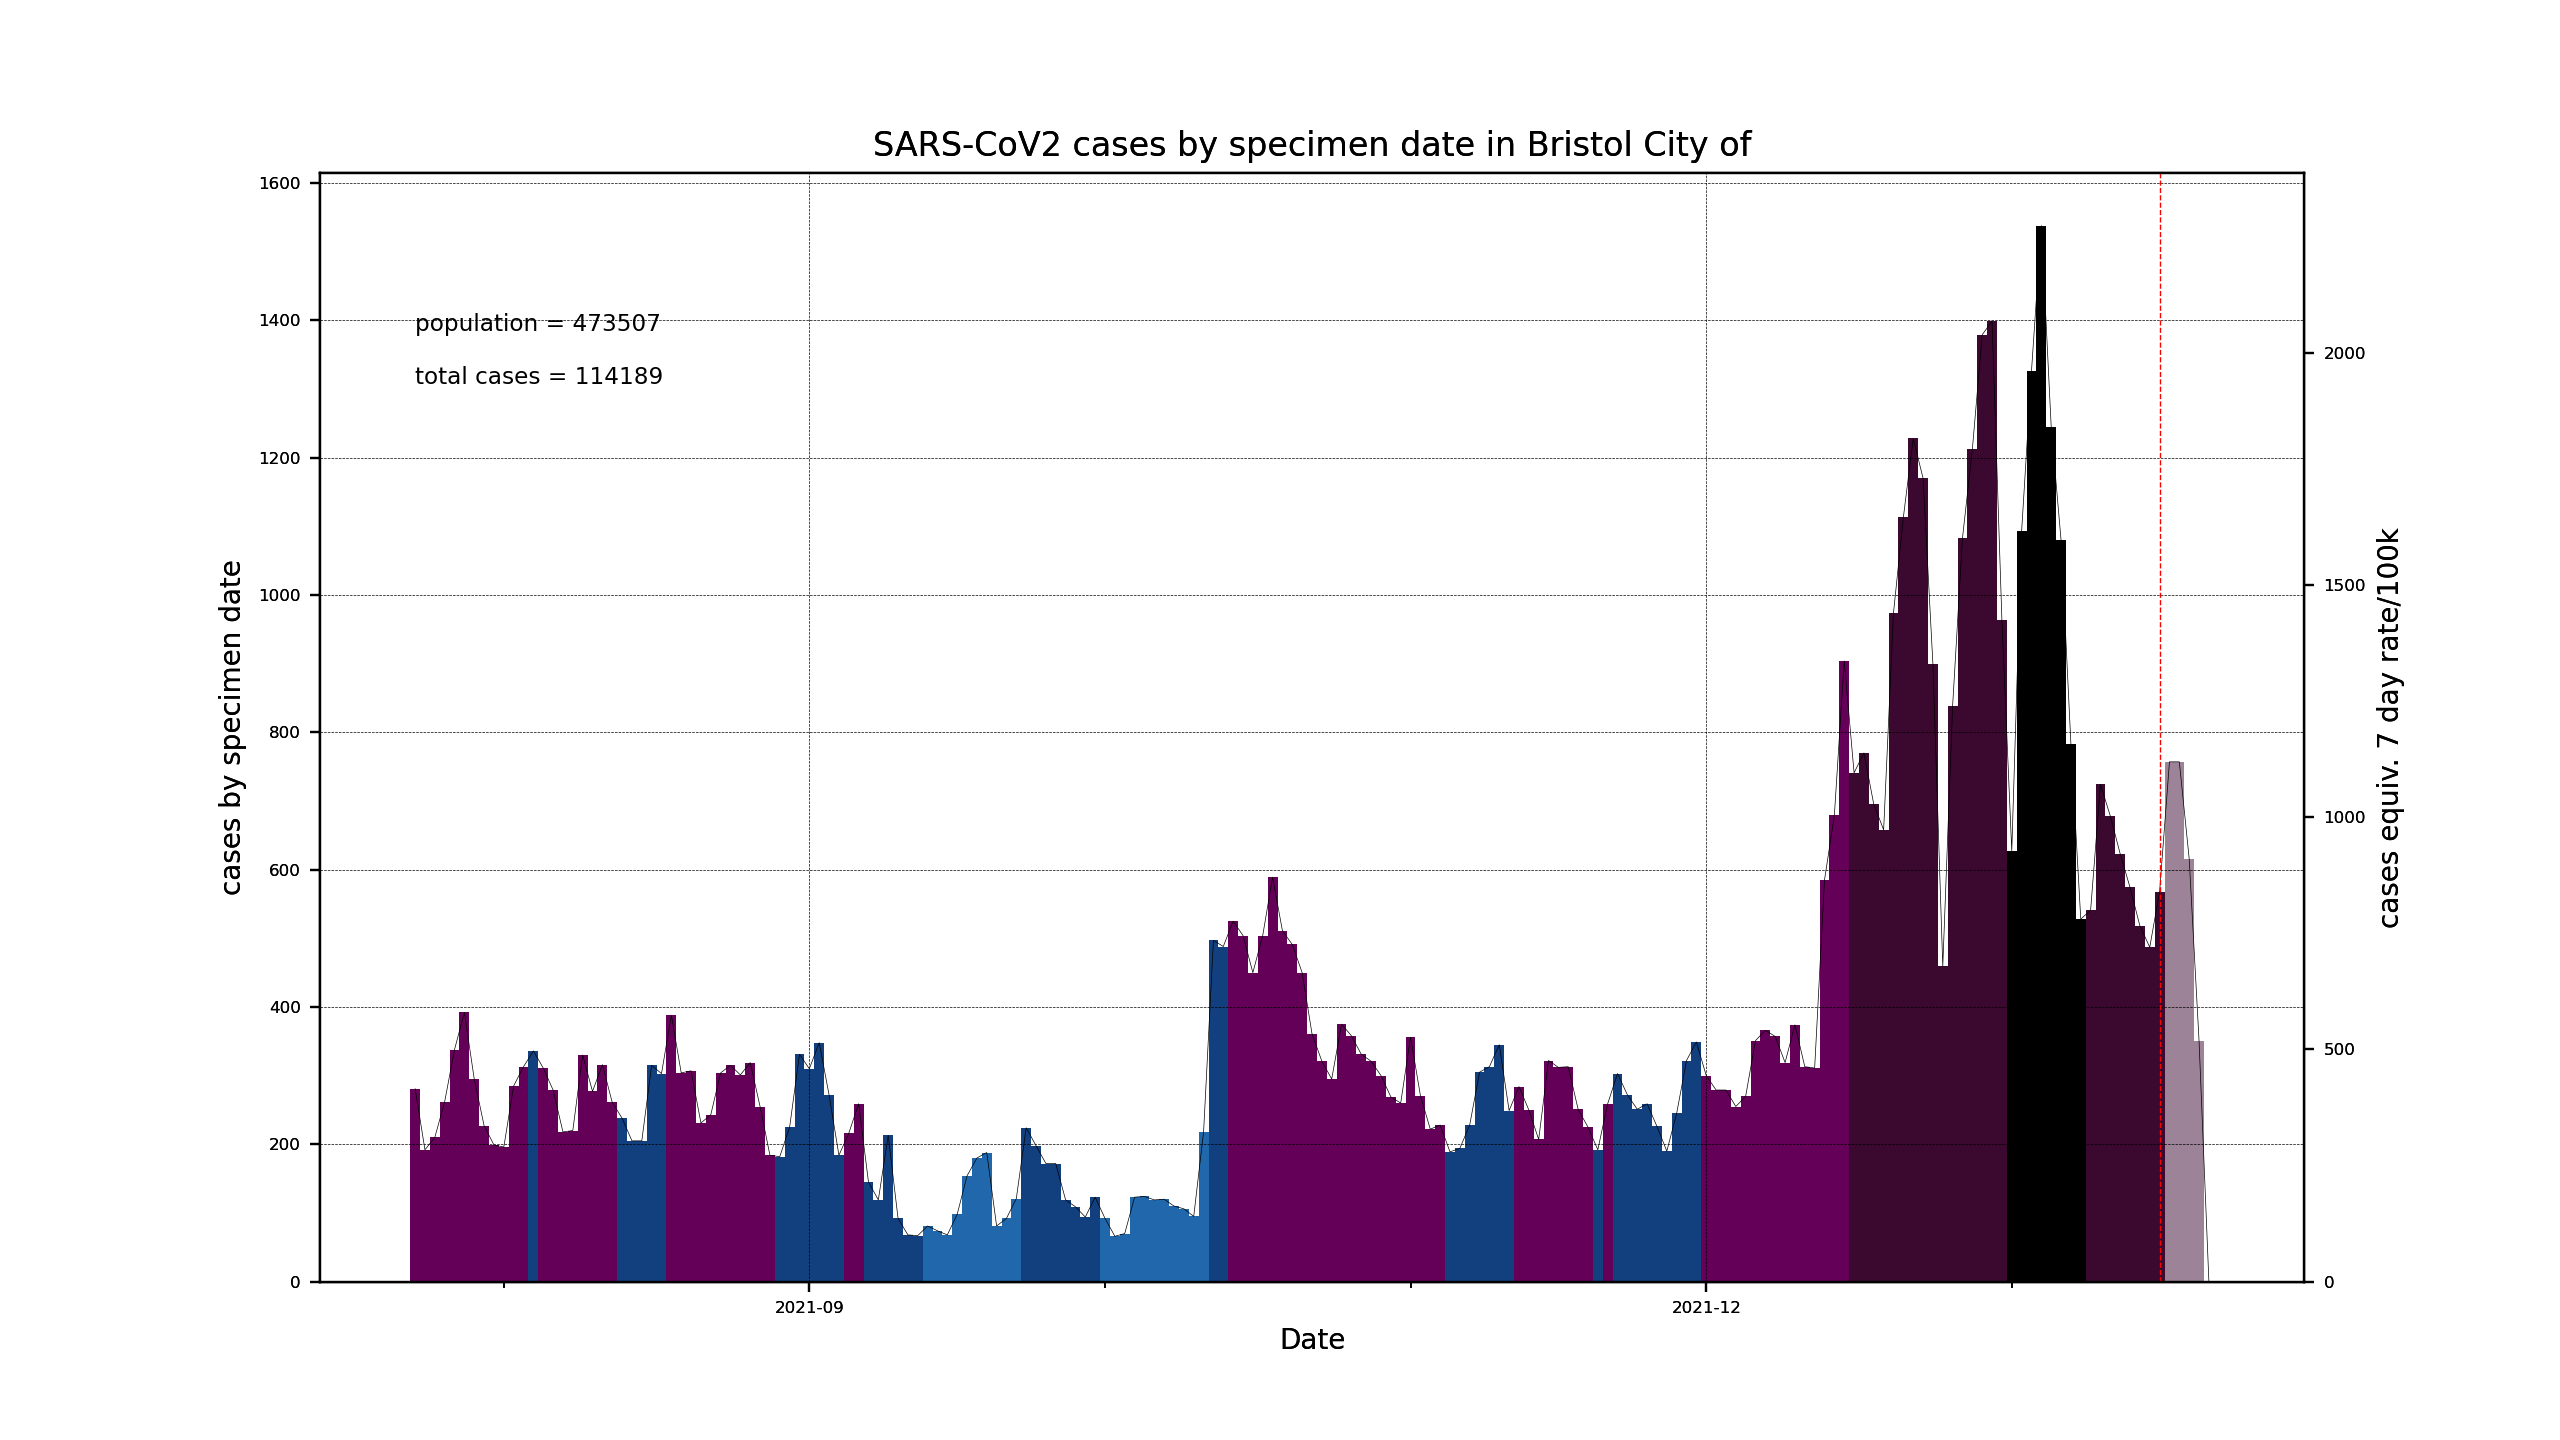 SARS-CoV2 cases by specimen date in Bristol City of
population = 473507
total cases = 114189
cases by specimen date
1600
1400
1200
1000
800
600
400
200
0
2000
1500
1000
500
0
cases equiv. 7 day rate/100k
2021-09
2021-12
Date